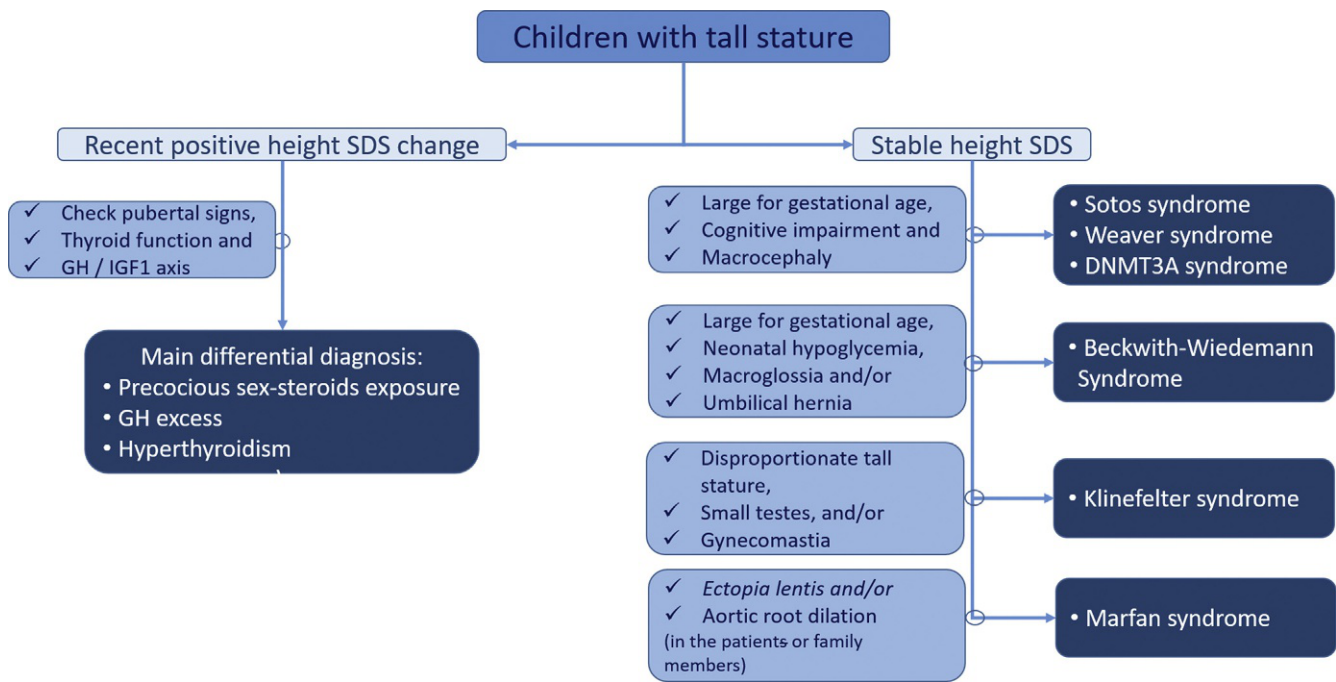 Children with tall stature
Recent positive height SDS change
✓ Check pubertal signs,
✓ Thyroid function and
✓ GH / IGF1 axis
Main differential diagnosis:
• Precocious sex-steroids exposure
• GH excess
• Hyperthyroidism
Stable height SDS
✓ Large for gestational age,
✓ Cognitive impairment and
✓ Macrocephaly
• Sotos syndrome
• Weaver syndrome
• DNMT3A syndrome
✓ Large for gestational age,
✓ Neonatal hypoglycemia,
✓ Macroglossia and/or
✓ Umbilical hernia
• Beckwith-Wiedemann
Syndrome
✓ Disproportionate tall
stature,
✓ Small testes, and/or
✓ Gynecomastia
• Klinefelter syndrome
✓ Ectopia lentis and/or
✓ Aortic root dilation
(in the patients or family
members)
• Marfan syndrome